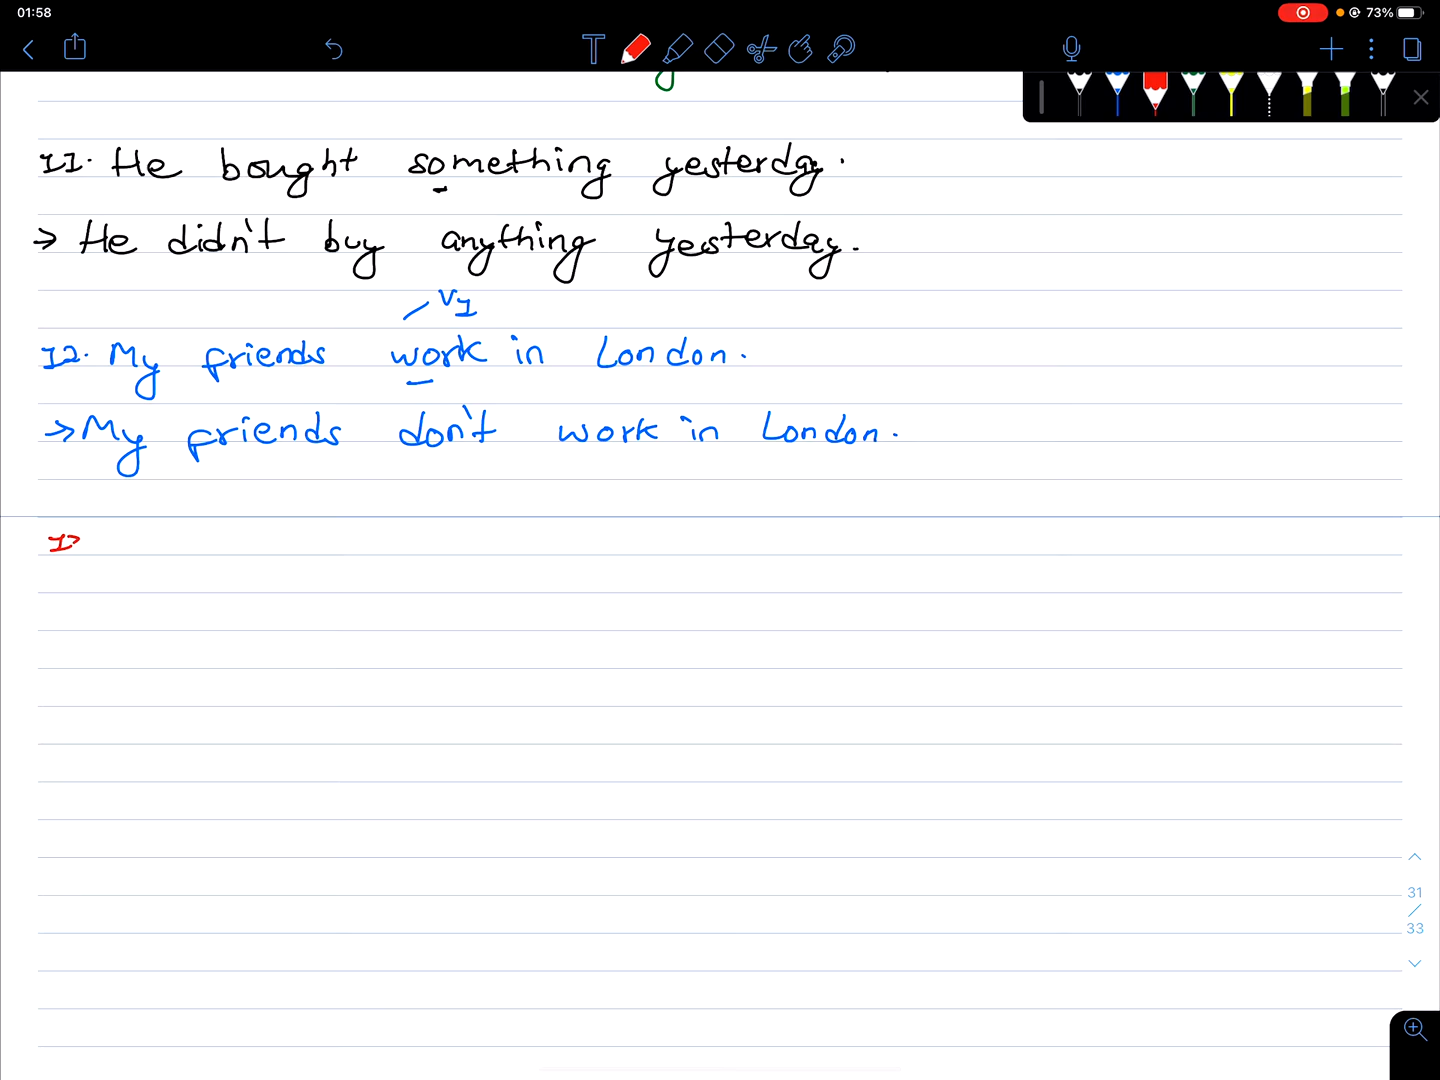 01:58
73%
11. He bought something yesterday.
→ He didn't buy anything yesterday.
V1
12. My friends work in London.
→ My friends don't work in London.
31
/
33